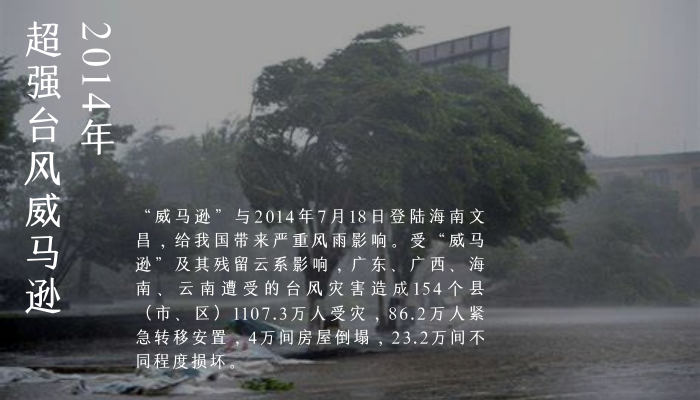 2014年
超强台风威马逊
“威马逊”与2014年7月18日登陆海南文
昌，给我国带来严重风雨影响。受“威马
逊”及其残留云系影响，广东、广西、海
南、云南遭受的台风灾害造成154个县
（市、区）1107.3万人受灾，86.2万人紧
急转移安置，4万间房屋倒塌，23.2万间不
同程度损坏。